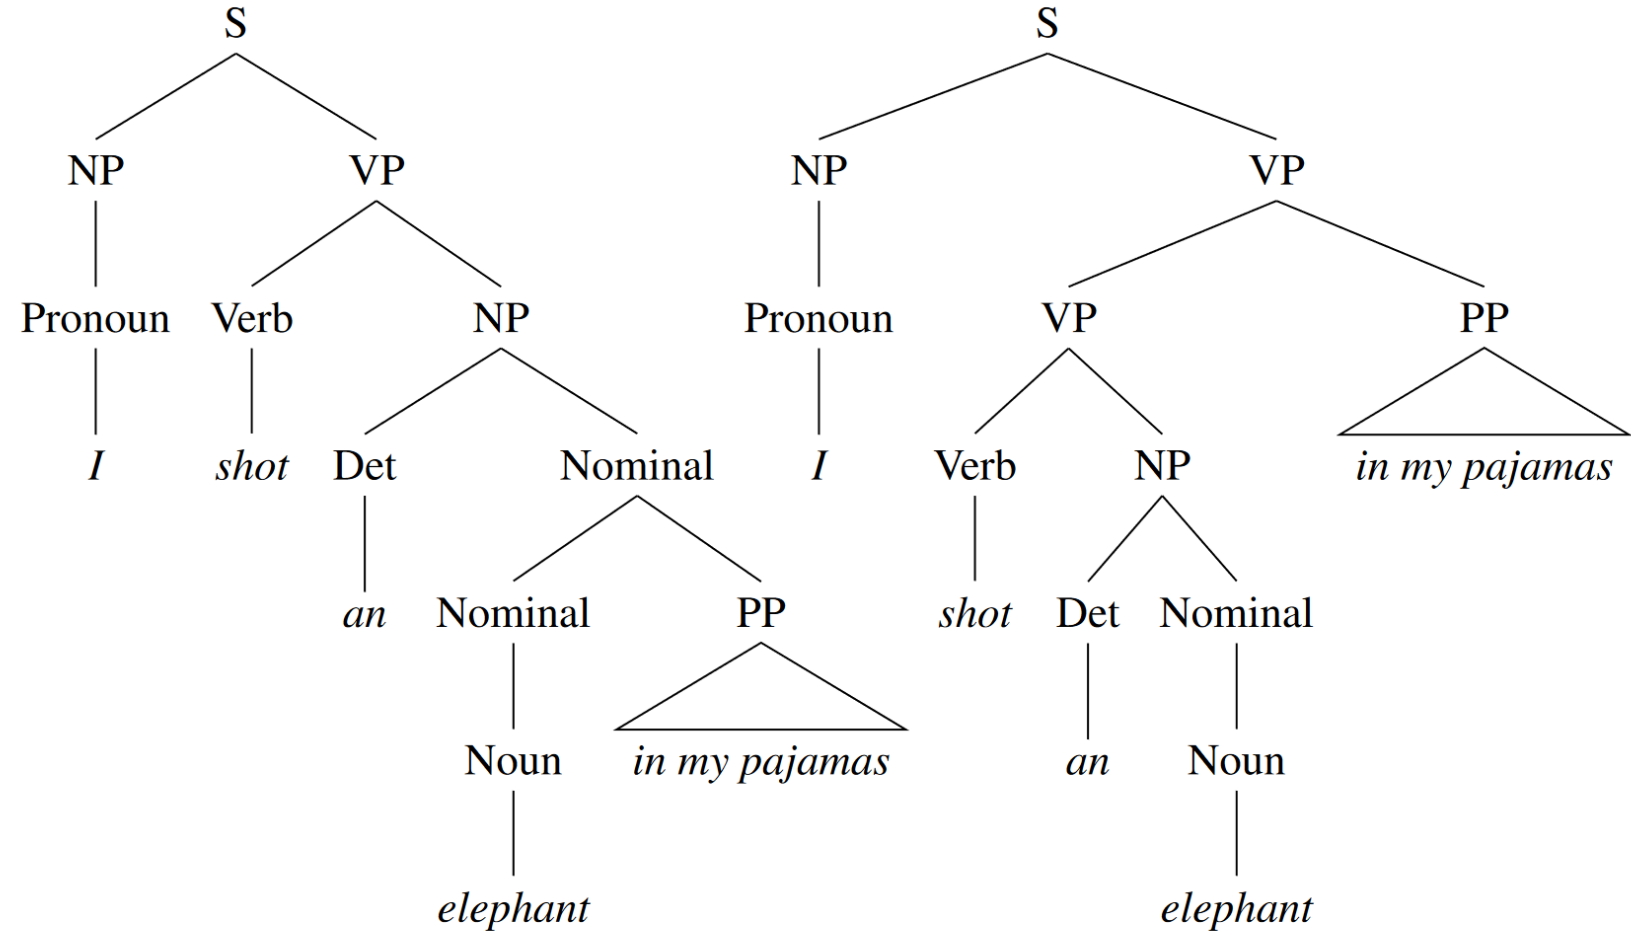 S S
NP VP NP VP
Pronoun Verb NP Pronoun VP PP
I shot Det Nominal I Verb NP in my pajamas
an Nominal PP shot Det Nominal
Noun in my pajamas an Noun
elephant elephant